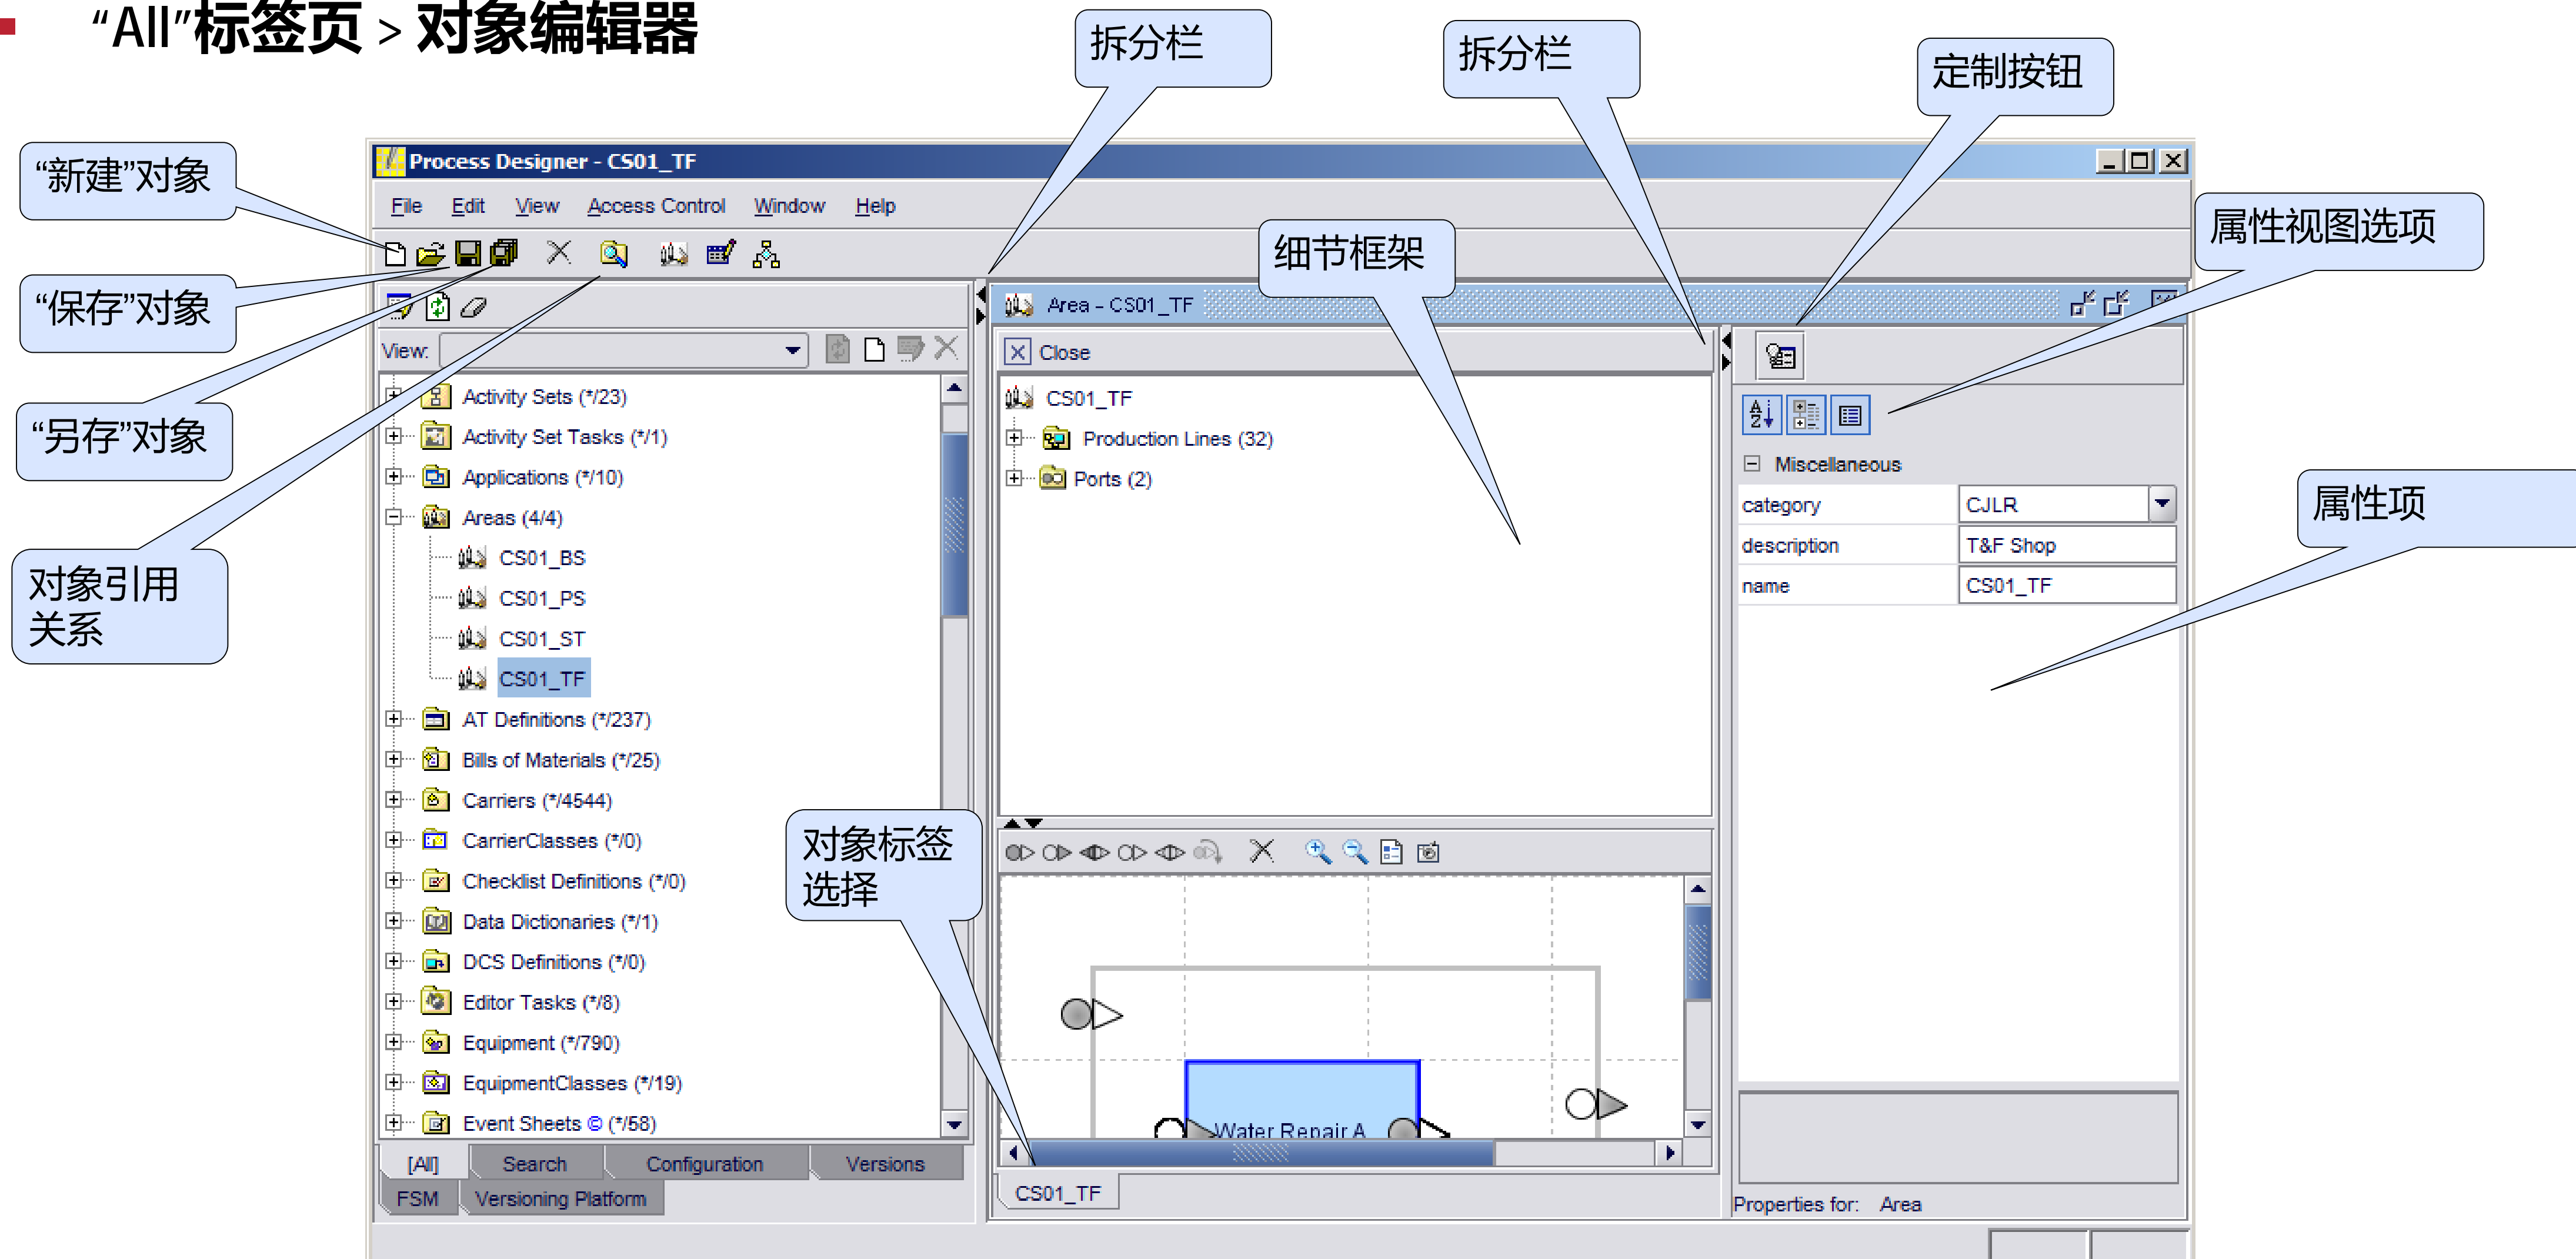 “All”标签页 > 对象编辑器
拆分栏
拆分栏
定制按钮
“新建”对象
Process Designer - CS01_TF
File Edit View Access Control Window Help
属性视图选项
细节框架
“保存”对象
Area - CS01_TF
View:
Close
“另存”对象
Activity Sets (*/23)
Activity Set Tasks (*/1)
Applications (*/10)
Areas (4/4)
CS01_BS
CS01_PS
CS01_ST
CS01_TF
AT Definitions (*/237)
Bills of Materials (*/25)
Carriers (*/4544)
CarrierClasses (*/0)
Checklist Definitions (*/0)
Data Dictionaries (*/1)
DCS Definitions (*/0)
Editor Tasks (*/8)
Equipment (*/790)
EquipmentClasses (*/19)
Event Sheets © (*/58)
[All] Search Configuration Versions
FSM Versioning Platform
对象引用
关系
CS01_TF
Production Lines (32)
Ports (2)
对象标签
选择
Water Repair A
CS01_TF
Miscellaneous
category CJLR
description T&F Shop
name CS01_TF
属性项
Properties for: Area